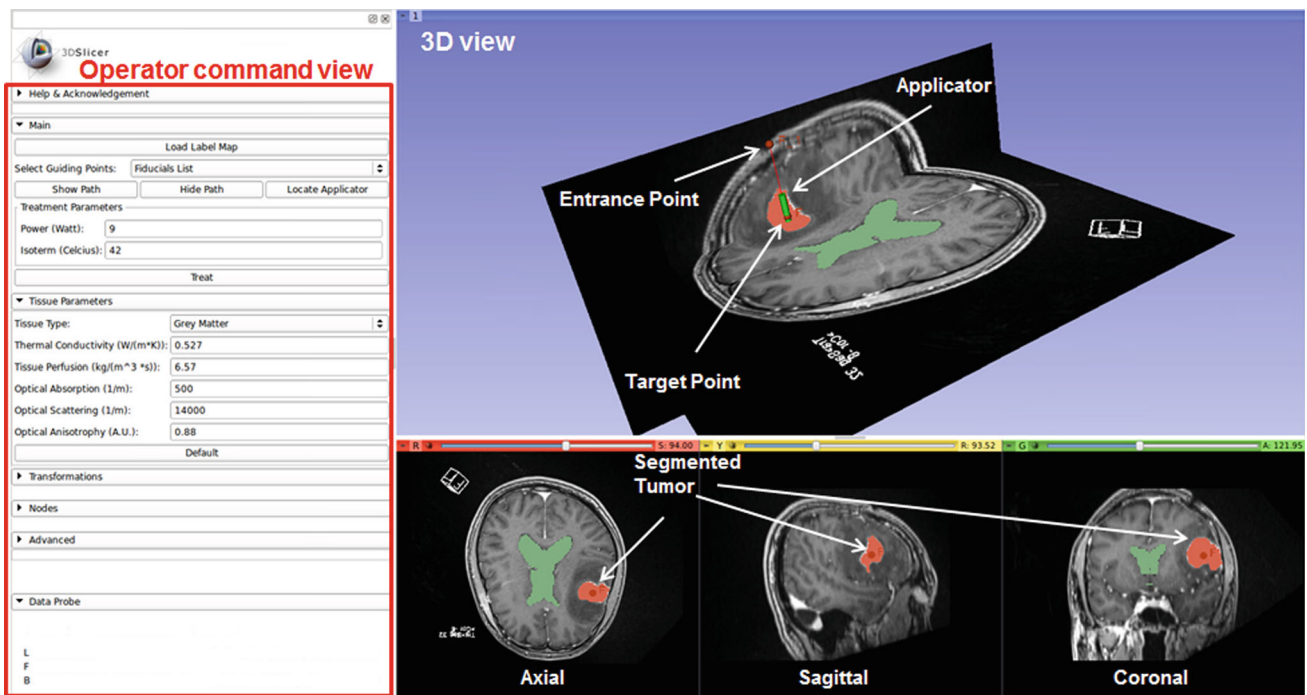 3DSlicer
Operator command view
Help & Acknowledgement
Main
Load Label Map
Select Guiding Points: Fiducials List
Show Path Hide Path Locate Applicator
Treatment Parameters
Power (Watt): 9
Isoterm (Celcius): 42
Treat
Tissue Parameters
Tissue Type: Grey Matter
Thermal Conductivity (W/(m*K)): 0.527
Tissue Perfusion (kg/(m^3 *s)): 6.57
Optical Absorption (1/m): 500
Optical Scattering (1/m): 14000
Optical Anisotropy (A.U.): 0.88
Default
Transformations
Nodes
Advanced
Data Probe
L
F
B
1
3D view
Applicator
Entrance Point
Target Point
R S: 94.00 Y R: 93.52 G A: 121.95
Segmented
Tumor
Axial
Sagittal
Coronal